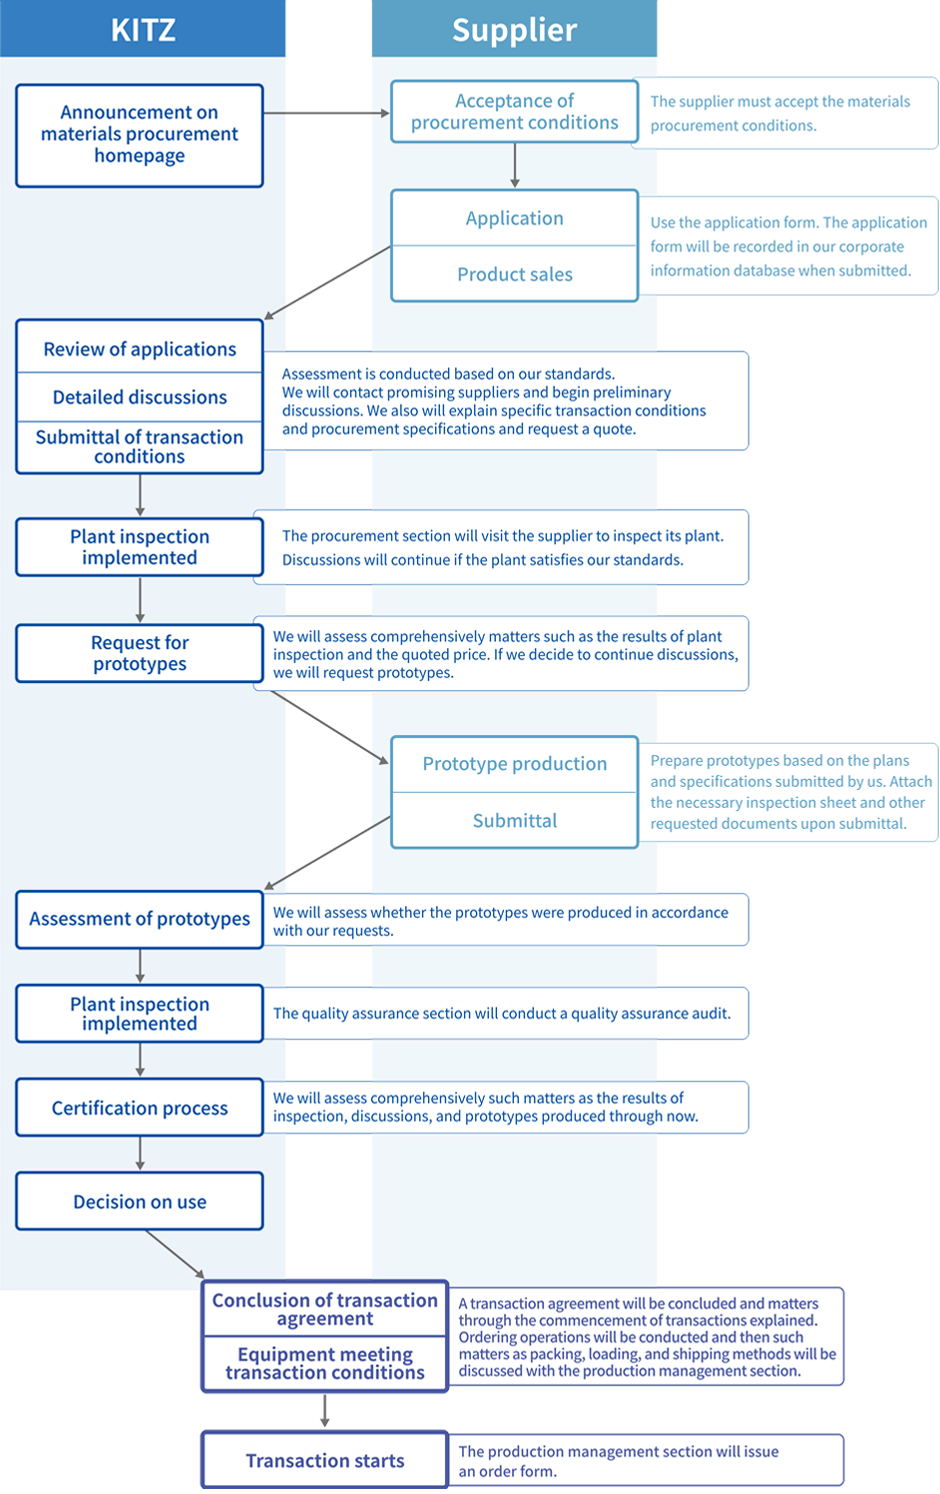 KITZ
Supplier
Announcement on
materials procurement
homepage
Acceptance of
procurement conditions
The supplier must accept the materials
procurement conditions.
Application
Product sales
Use the application form. The application
form will be recorded in our corporate
information database when submitted.
Review of applications
Detailed discussions
Submittal of transaction
conditions
Assessment is conducted based on our standards.
We will contact promising suppliers and begin preliminary
discussions. We also will explain specific transaction conditions
and procurement specifications and request a quote.
Plant inspection
implemented
The procurement section will visit the supplier to inspect its plant.
Discussions will continue if the plant satisfies our standards.
Request for
prototypes
We will assess comprehensively matters such as the results of plant
inspection and the quoted price. If we decide to continue discussions,
we will request prototypes.
Prototype production
Submittal
Prepare prototypes based on the plans
and specifications submitted by us. Attach
the necessary inspection sheet and other
requested documents upon submittal.
Assessment of prototypes
We will assess whether the prototypes were produced in accordance
with our requests.
Plant inspection
implemented
The quality assurance section will conduct a quality assurance audit.
Certification process
We will assess comprehensively such matters as the results of
inspection, discussions, and prototypes produced through now.
Decision on use
Conclusion of transaction
agreement
Equipment meeting
transaction conditions
A transaction agreement will be concluded and matters
through the commencement of transactions explained.
Ordering operations will be conducted and then such
matters as packing, loading, and shipping methods will be
discussed with the production management section.
Transaction starts
The production management section will issue
an order form.